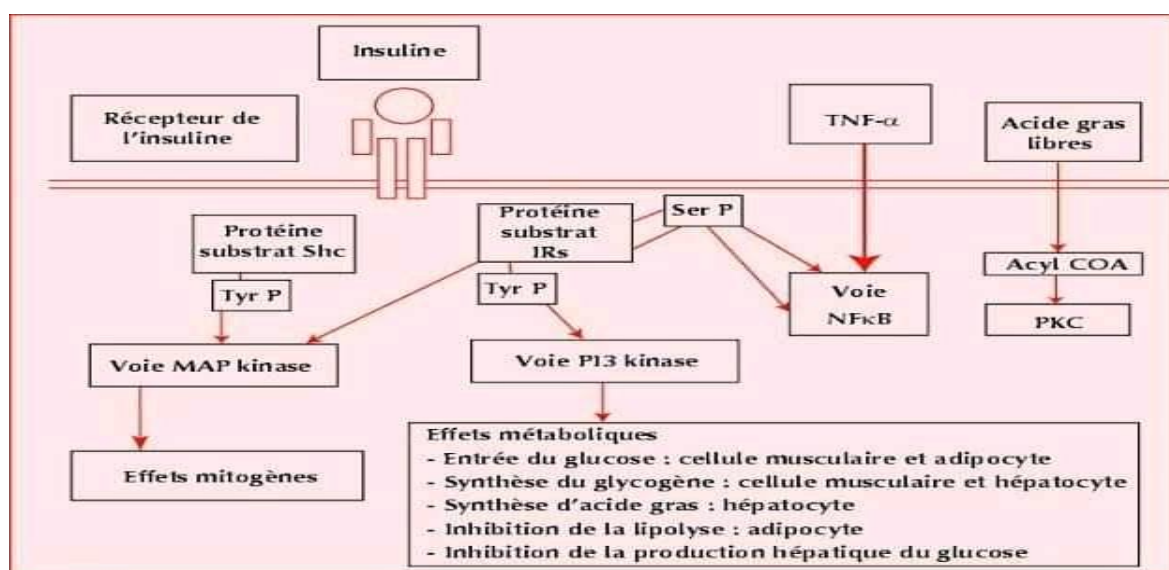 Insuline
Récepteur de
l'insuline
TNF-α
Acide gras
libres
Protéine
substrat Shc
Tyr P
Protéine
substrat
IRs
Tyr P
Ser P
Voie
NFκB
Acyl COA
PKC
Voie MAP kinase
Voie PI3 kinase
Effets mitogènes
Effets métaboliques
- Entrée du glucose : cellule musculaire et adipocyte
- Synthèse du glycogène : cellule musculaire et hépatocyte
- Synthèse d'acide gras : hépatocyte
- Inhibition de la lipolyse : adipocyte
- Inhibition de la production hépatique du glucose